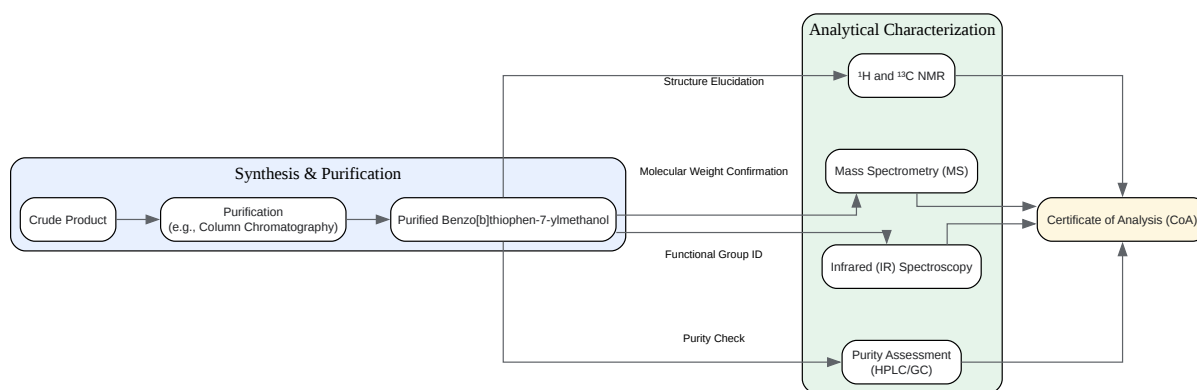 Analytical Characterization
Structure Elucidation
¹H and ¹³C NMR
Molecular Weight Confirmation
Mass Spectrometry (MS)
Synthesis & Purification
Crude Product
Purification
(e.g., Column Chromatography)
Purified Benzo[b]thiophen-7-ylmethanol
Certificate of Analysis (CoA)
Functional Group ID
Infrared (IR) Spectroscopy
Purity Check
Purity Assessment
(HPLC/GC)